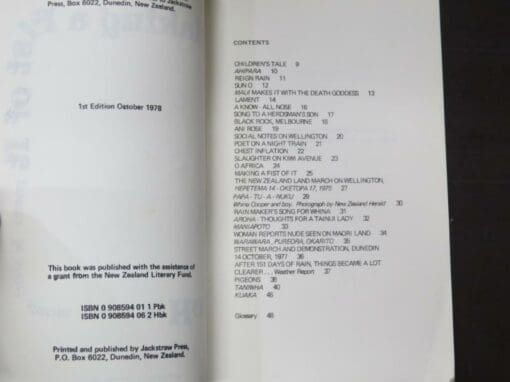 to Jackstraw
Press, Box 6022, Dunedin, New Zealand.
1st Edition October 1978
This book was published with the assistance of
a grant from the New Zealand Literary Fund.
ISBN 0 908594 01 1 Pbk
ISBN 0 908594 06 2 Hbk
Printed and published by Jackstraw Press,
P.O. Box 6022, Dunedin, New Zealand.
CONTENTS
CHILDREN'S TALE 9
AHIPARA 10
REIGN RAIN 11
SUN O 12
MAUI MAKES IT WITH THE DEATH GODDESS 13
LAMENT 14
A KNOW - ALL NOSE 16
SONG TO A HERDSMAN'S SON 17
BLACK ROCK, MELBOURNE 18
ANI ROSE 19
SOCIAL NOTES ON WELLINGTON 20
POET ON A NIGHT TRAIN 21
CHEST INFLATION 22
SLAUGHTER ON KIWI AVENUE 23
O AFRICA 24
MAKING A FIST OF IT 25
THE NEW ZEALAND LAND MARCH ON WELLINGTON,
HEPETEMA 14 - OKETOPA 17, 1975 27
PAPA - TU - A - NUKU 29
Whina Cooper and boy. Photograph by New Zealand Herald 30
RAIN MAKER'S SONG FOR WHINA 31
AROHA - THOUGHTS FOR A TAINUI LADY 32
MANIAPOTO 33
WOMAN REPORTS NUDE SEEN ON MAORI LAND 34
WARAWARA, PUREORA, OKARITO 35
STREET MARCH AND DEMONSTRATION, DUNEDIN
14 OCTOBER, 1977 36
AFTER 151 DAYS OF RAIN, THINGS BECAME A LOT
CLEARER ... Weather Report 37
PIGEONS 38
TANIWHA 40
KUAKA 46
Glossary 48